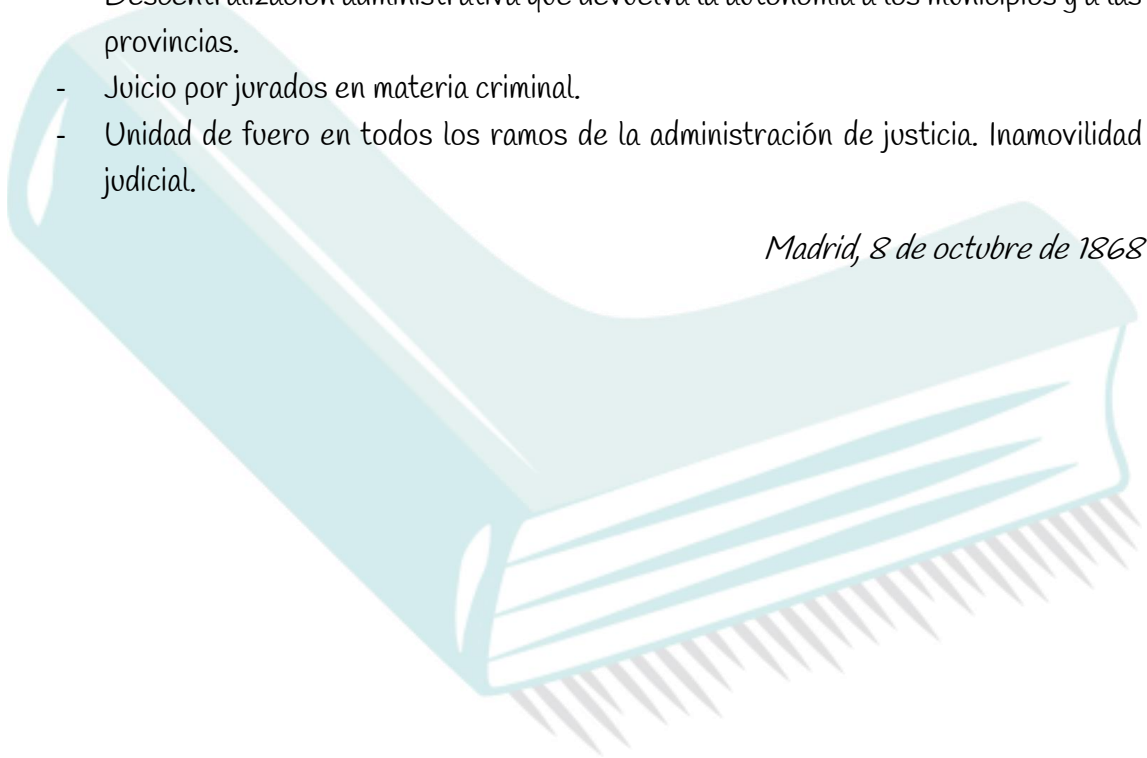 Descentralización administrativa que devuelva la autonomía a los municipios y a las
provincias.
- Juicio por jurados en materia criminal.
- Unidad de fuero en todos los ramos de la administración de justicia. Inamovilidad
judicial.
Madrid, 8 de octubre de 1868